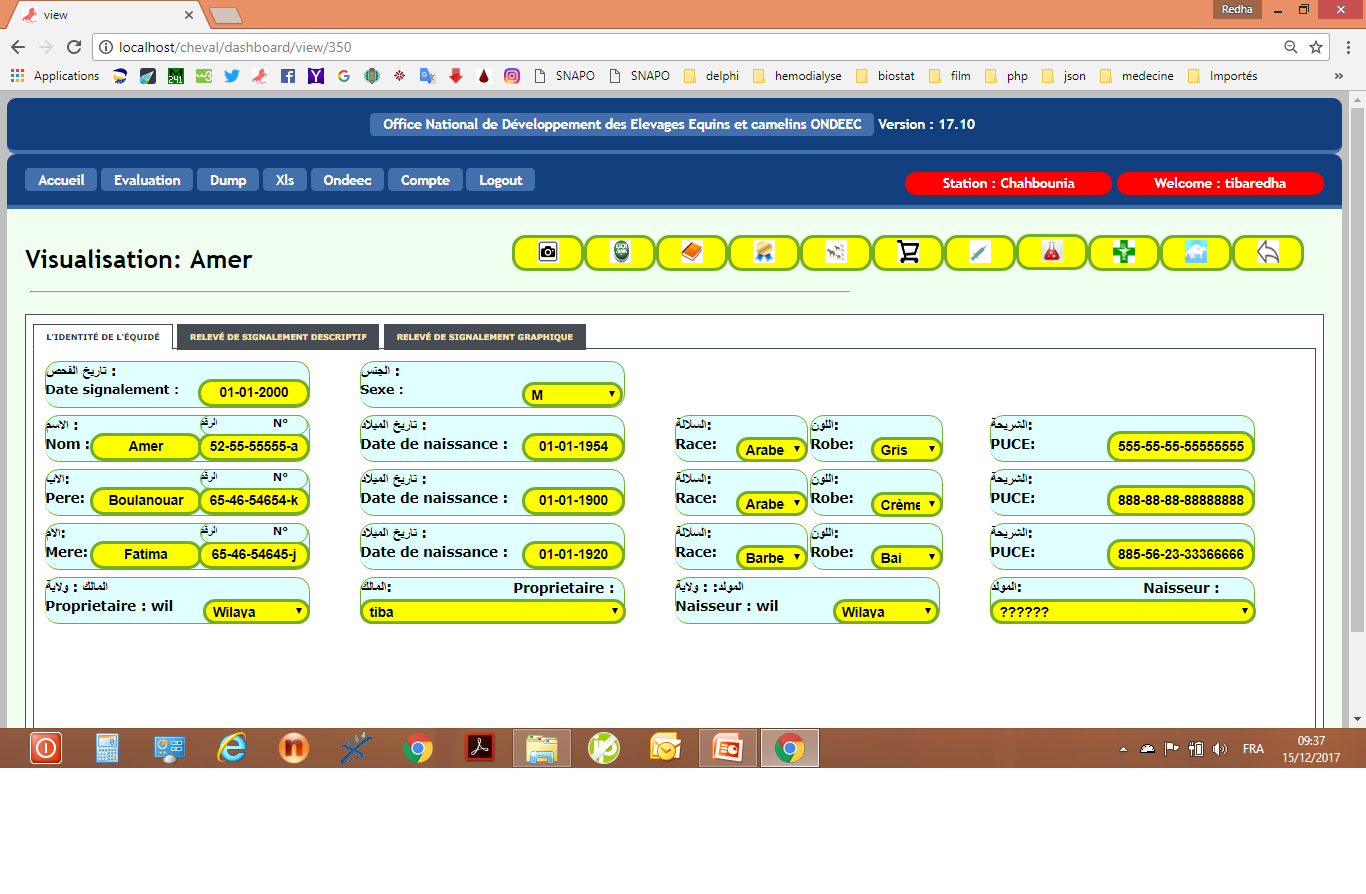 view
Redha
localhost/cheval/dashboard/view/350
Applications SNAPO SNAPO delphi hemodialyse biostat film php json medecine Importés »
Office National de Développement des Elevages Equins et camelins ONDEEC Version : 17.10
Accueil Evaluation Dump Xls Ondeec Compte Logout Station : Chahbounia Welcome : tibaredha
Visualisation: Amer
L'IDENTITÉ DE L'ÉQUIDÉ RELEVÉ DE SIGNALEMENT DESCRIPTIF RELEVÉ DE SIGNALEMENT GRAPHIQUE
تاريخ الفحص : الجنس :
Date signalement : 01-01-2000 Sexe : M
الاسم : الرقم N° تاريخ الميلاد : السلالة: اللون: الشريحة:
Nom : Amer 52-55-55555-a Date de naissance : 01-01-1954 Race: Arabe Robe: Gris PUCE: 555-55-55-55555555
الاب: الرقم N° تاريخ الميلاد : السلالة: اللون: الشريحة:
Pere: Boulanouar 65-46-54654-k Date de naissance : 01-01-1900 Race: Arabe Robe: Crème PUCE: 888-88-88-88888888
الام: الرقم N° تاريخ الميلاد : السلالة: اللون: الشريحة:
Mere: Fatima 65-46-54645-j Date de naissance : 01-01-1920 Race: Barbe Robe: Bai PUCE: 885-56-23-33366666
المالك : ولاية المالك: Proprietaire : المولد: : ولاية المولد: Naisseur :
Proprietaire : wil Wilaya tiba Naisseur : wil Wilaya ??????
FRA 09:37
15/12/2017